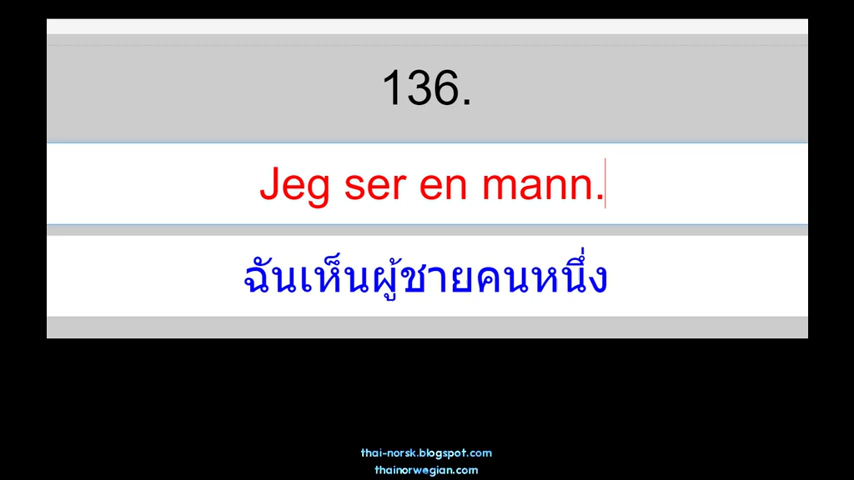 136.
Jeg ser en mann.
ฉันเห็นผู้ชายคนหนึ่ง
thai-norsk.blogspot.com
thainorwegian.com